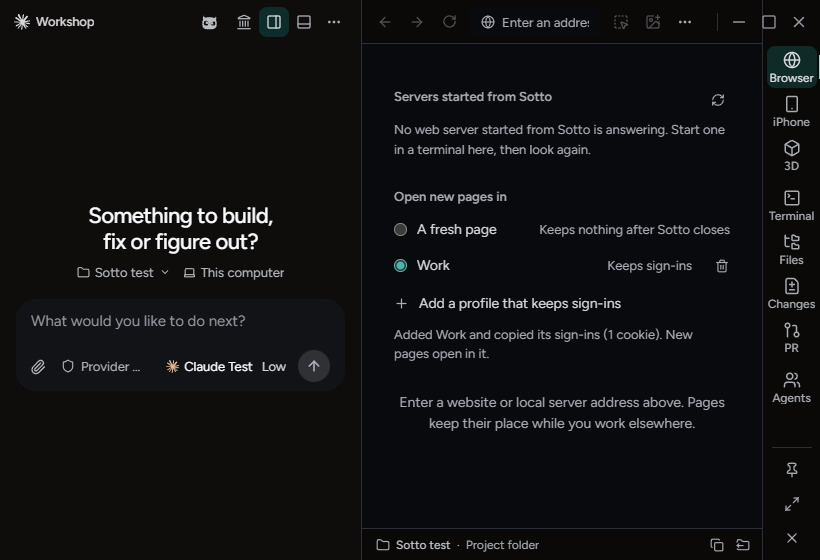 Workshop
Enter an addres
Servers started from Sotto
No web server started from Sotto is answering. Start one
in a terminal here, then look again.
Open new pages in
A fresh page Keeps nothing after Sotto closes
Work Keeps sign-ins
Add a profile that keeps sign-ins
Added Work and copied its sign-ins (1 cookie). New
pages open in it.
Enter a website or local server address above. Pages
keep their place while you work elsewhere.
Something to build,
fix or figure out?
Sotto test This computer
What would you like to do next?
Provider ... Claude Test Low
Sotto test · Project folder
Browser
iPhone
3D
Terminal
Files
Changes
PR
Agents